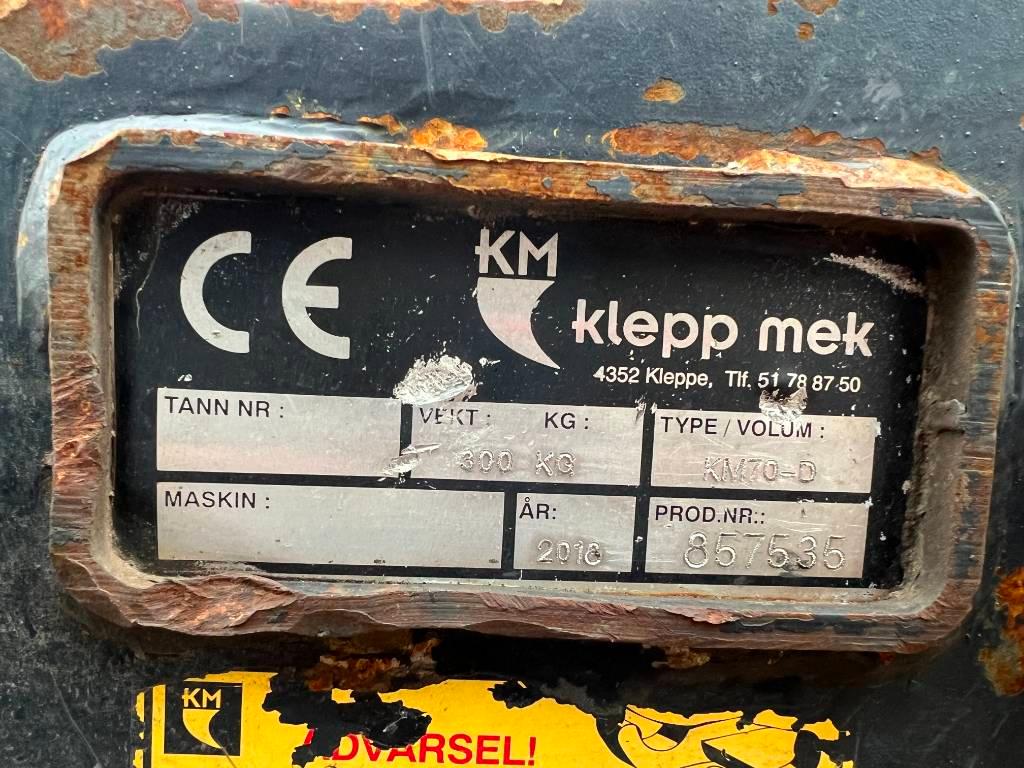 CE
KM
klepp mek
4352 Kleppe, Tlf. 51 78 87 50
TANN NR :
VEKT : KG :
300 KG
TYPE / VOLUM :
KM70-D
MASKIN :
ÅR:
2018
PROD.NR.:
857535
KM
ADVARSEL!